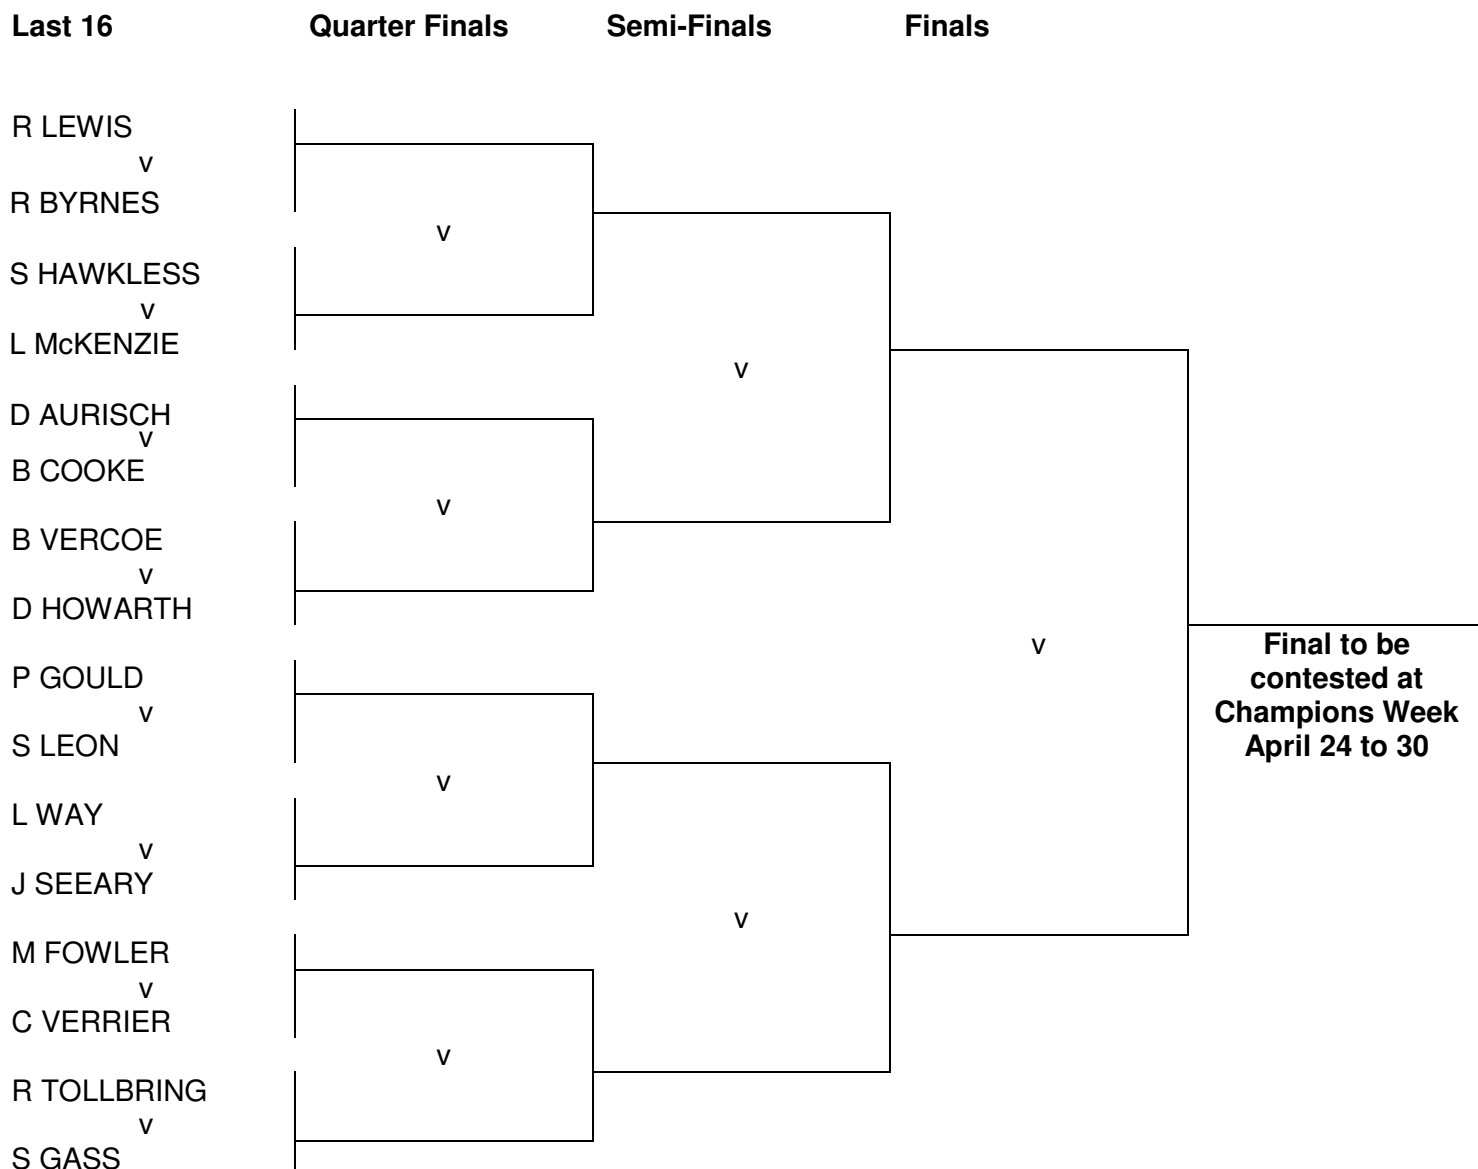 Last 16 Quarter Finals Semi-Finals Finals
R LEWIS
v
R BYRNES
v
S HAWKLESS
v
L McKENZIE
v
D AURISCH
v
B COOKE
v
B VERCOE
v
D HOWARTH
v
Final to be
contested at
Champions Week
April 24 to 30
P GOULD
v
S LEON
v
L WAY
v
J SEEARY
v
M FOWLER
v
C VERRIER
v
R TOLLBRING
v
S GASS